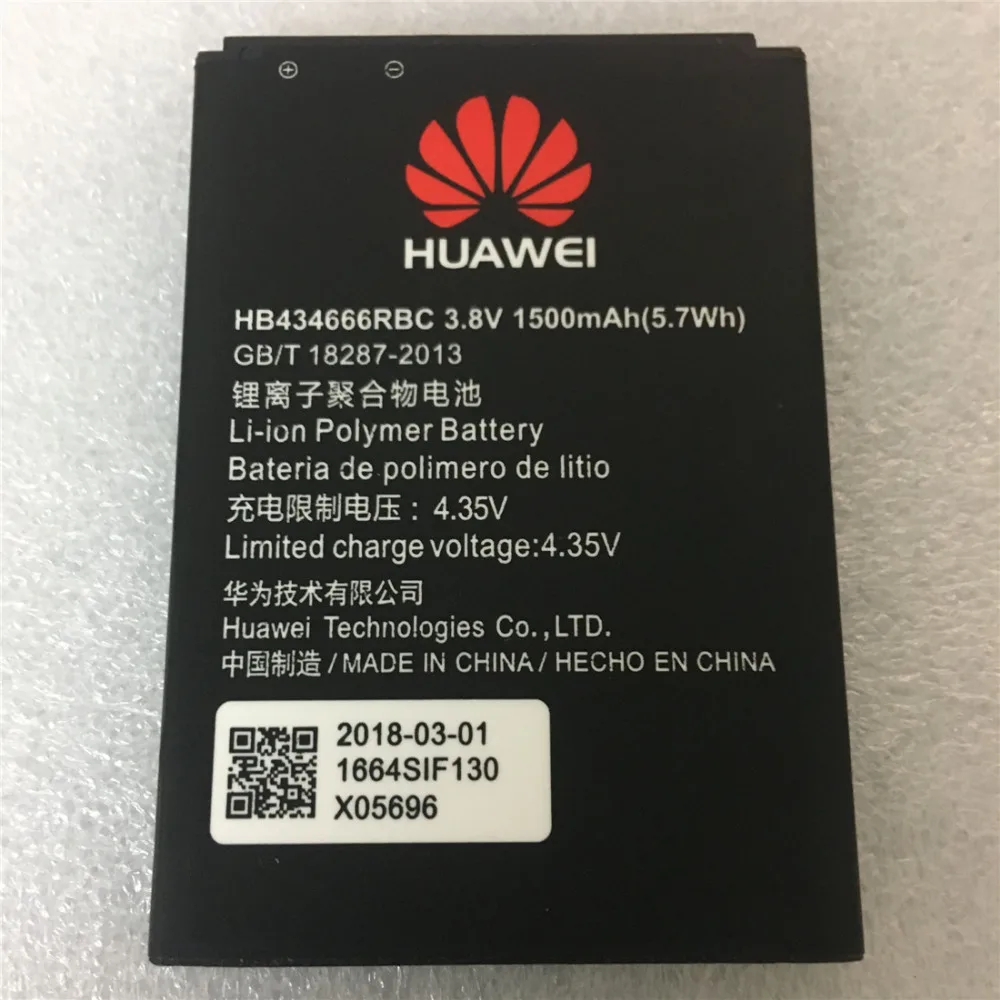 HUAWEI
HB434666RBC 3.8V 1500mAh(5.7Wh)
GB/T 18287-2013
锂离子聚合物电池
Li-ion Polymer Battery
Bateria de polimero de litio
充电限制电压: 4.35V
Limited charge voltage:4.35V
华为技术有限公司
Huawei Technologies Co.,LTD.
中国制造/MADE IN CHINA/HECHO EN CHINA
2018-03-01
1664SIF130
X05696